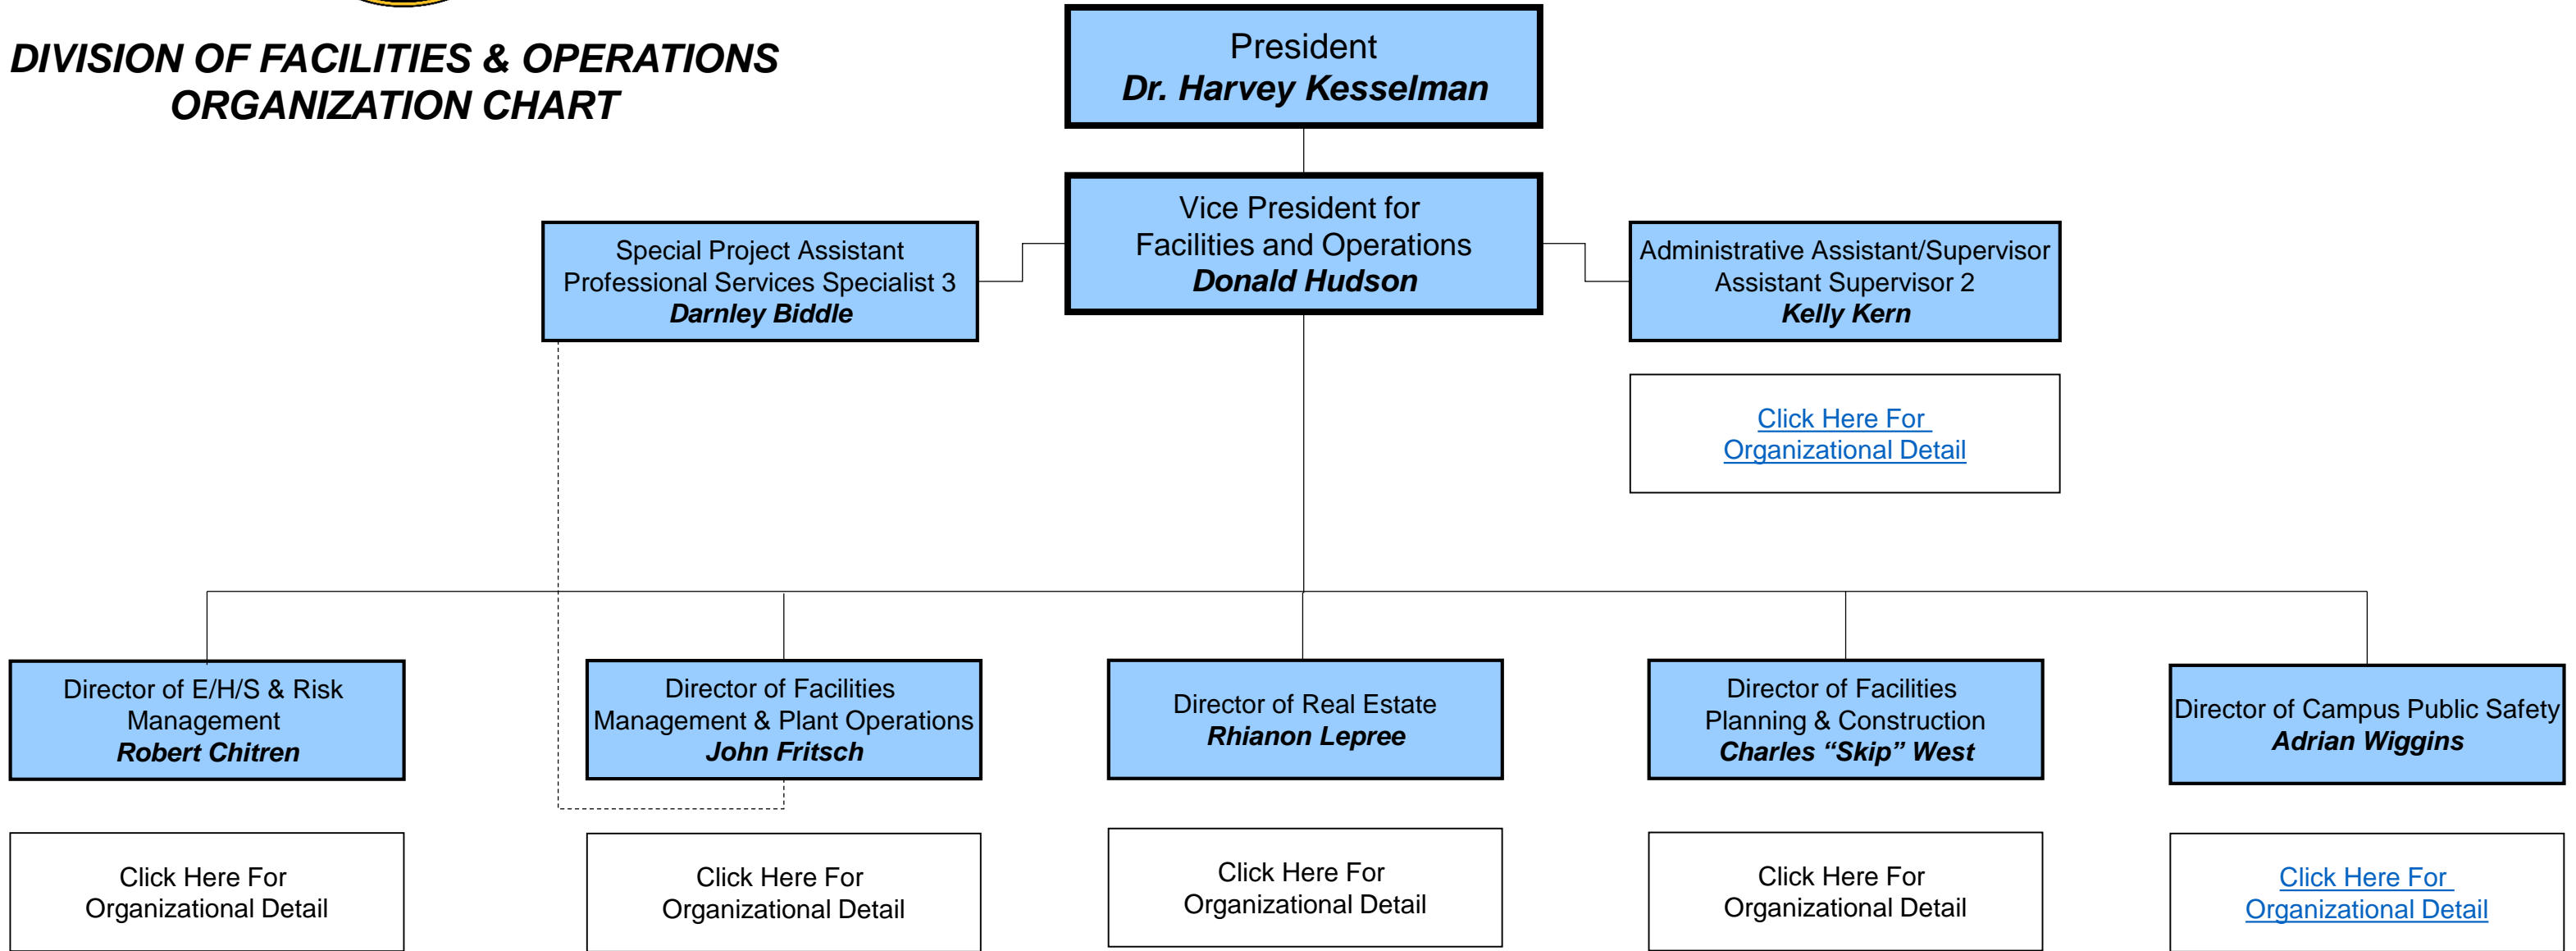 DIVISION OF FACILITIES & OPERATIONS
ORGANIZATION CHART
President
Dr. Harvey Kesselman
Vice President for
Facilities and Operations
Donald Hudson
Special Project Assistant
Professional Services Specialist 3
Darnley Biddle
Administrative Assistant/Supervisor
Assistant Supervisor 2
Kelly Kern
Click Here For
Organizational Detail
Director of E/H/S & Risk
Management
Robert Chitren
Director of Facilities
Management & Plant Operations
John Fritsch
Director of Real Estate
Rhianon Lepree
Director of Facilities
Planning & Construction
Charles “Skip” West
Director of Campus Public Safety
Adrian Wiggins
Click Here For
Organizational Detail
Click Here For
Organizational Detail
Click Here For
Organizational Detail
Click Here For
Organizational Detail
Click Here For
Organizational Detail